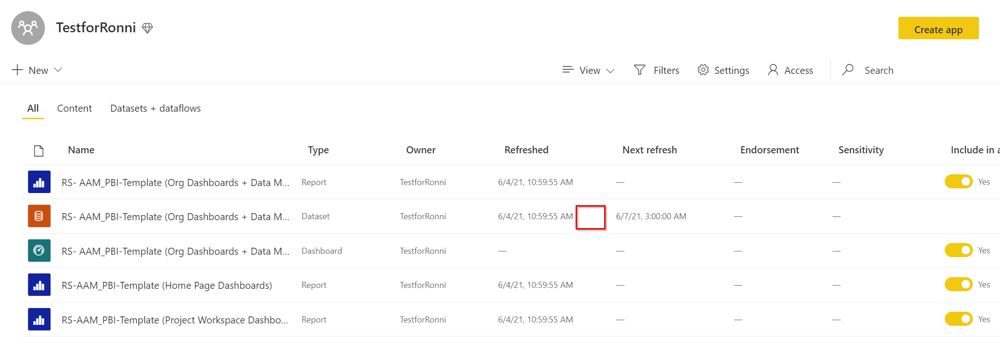 TestforRonni
Create app
New
View Filters Settings Access Search
All Content Datasets + dataflows
Name Type Owner Refreshed Next refresh Endorsement Sensitivity Include in a
RS- AAM_PBI-Template (Org Dashboards + Data M... Report TestforRonni 6/4/21, 10:59:55 AM — — — Yes
RS- AAM_PBI-Template (Org Dashboards + Data M... Dataset TestforRonni 6/4/21, 10:59:55 AM 6/7/21, 3:00:00 AM — —
RS- AAM_PBI-Template (Org Dashboards + Data M... Dashboard TestforRonni — — — — Yes
RS-AAM_PBI-Template (Home Page Dashboards) Report TestforRonni 6/4/21, 10:59:55 AM — — — Yes
RS-AAM_PBI-Template (Project Workspace Dashbo... Report TestforRonni 6/4/21, 10:59:55 AM — — — Yes